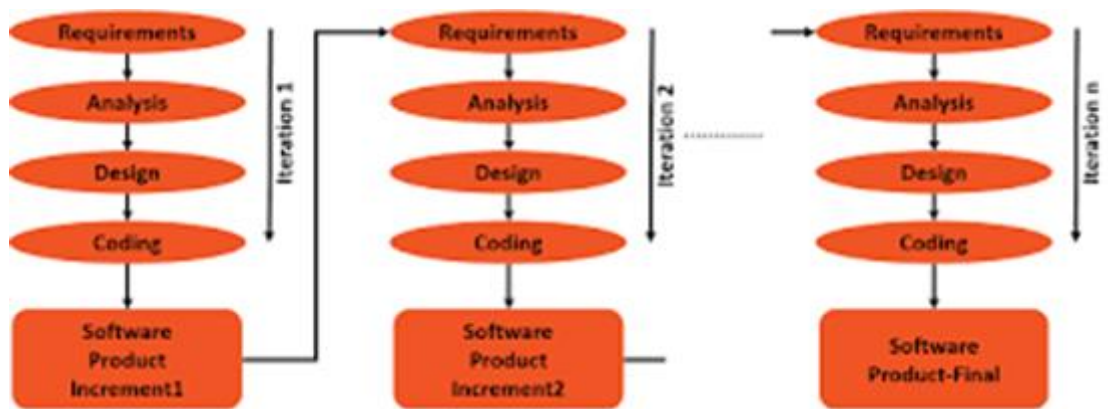 Requirements
Analysis
Design
Coding
Iteration 1
Software
Product
Increment1
Requirements
Analysis
Design
Coding
Iteration 2
Software
Product
Increment2
Requirements
Analysis
Design
Coding
Iteration n
Software
Product-Final